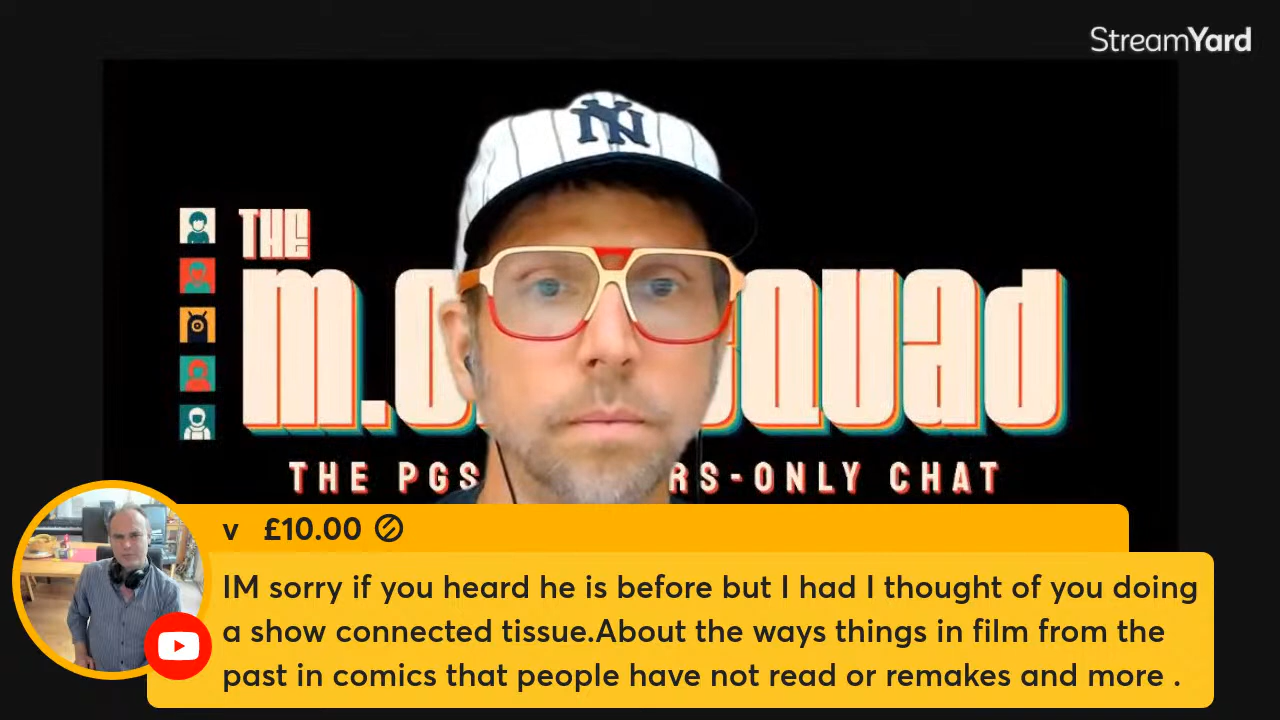 StreamYard
NY
THE
m.o
QUAD
THE PGS
RS-ONLY CHAT
v £10.00
IM sorry if you heard he is before but I had I thought of you doing
a show connected tissue.About the ways things in film from the
past in comics that people have not read or remakes and more .